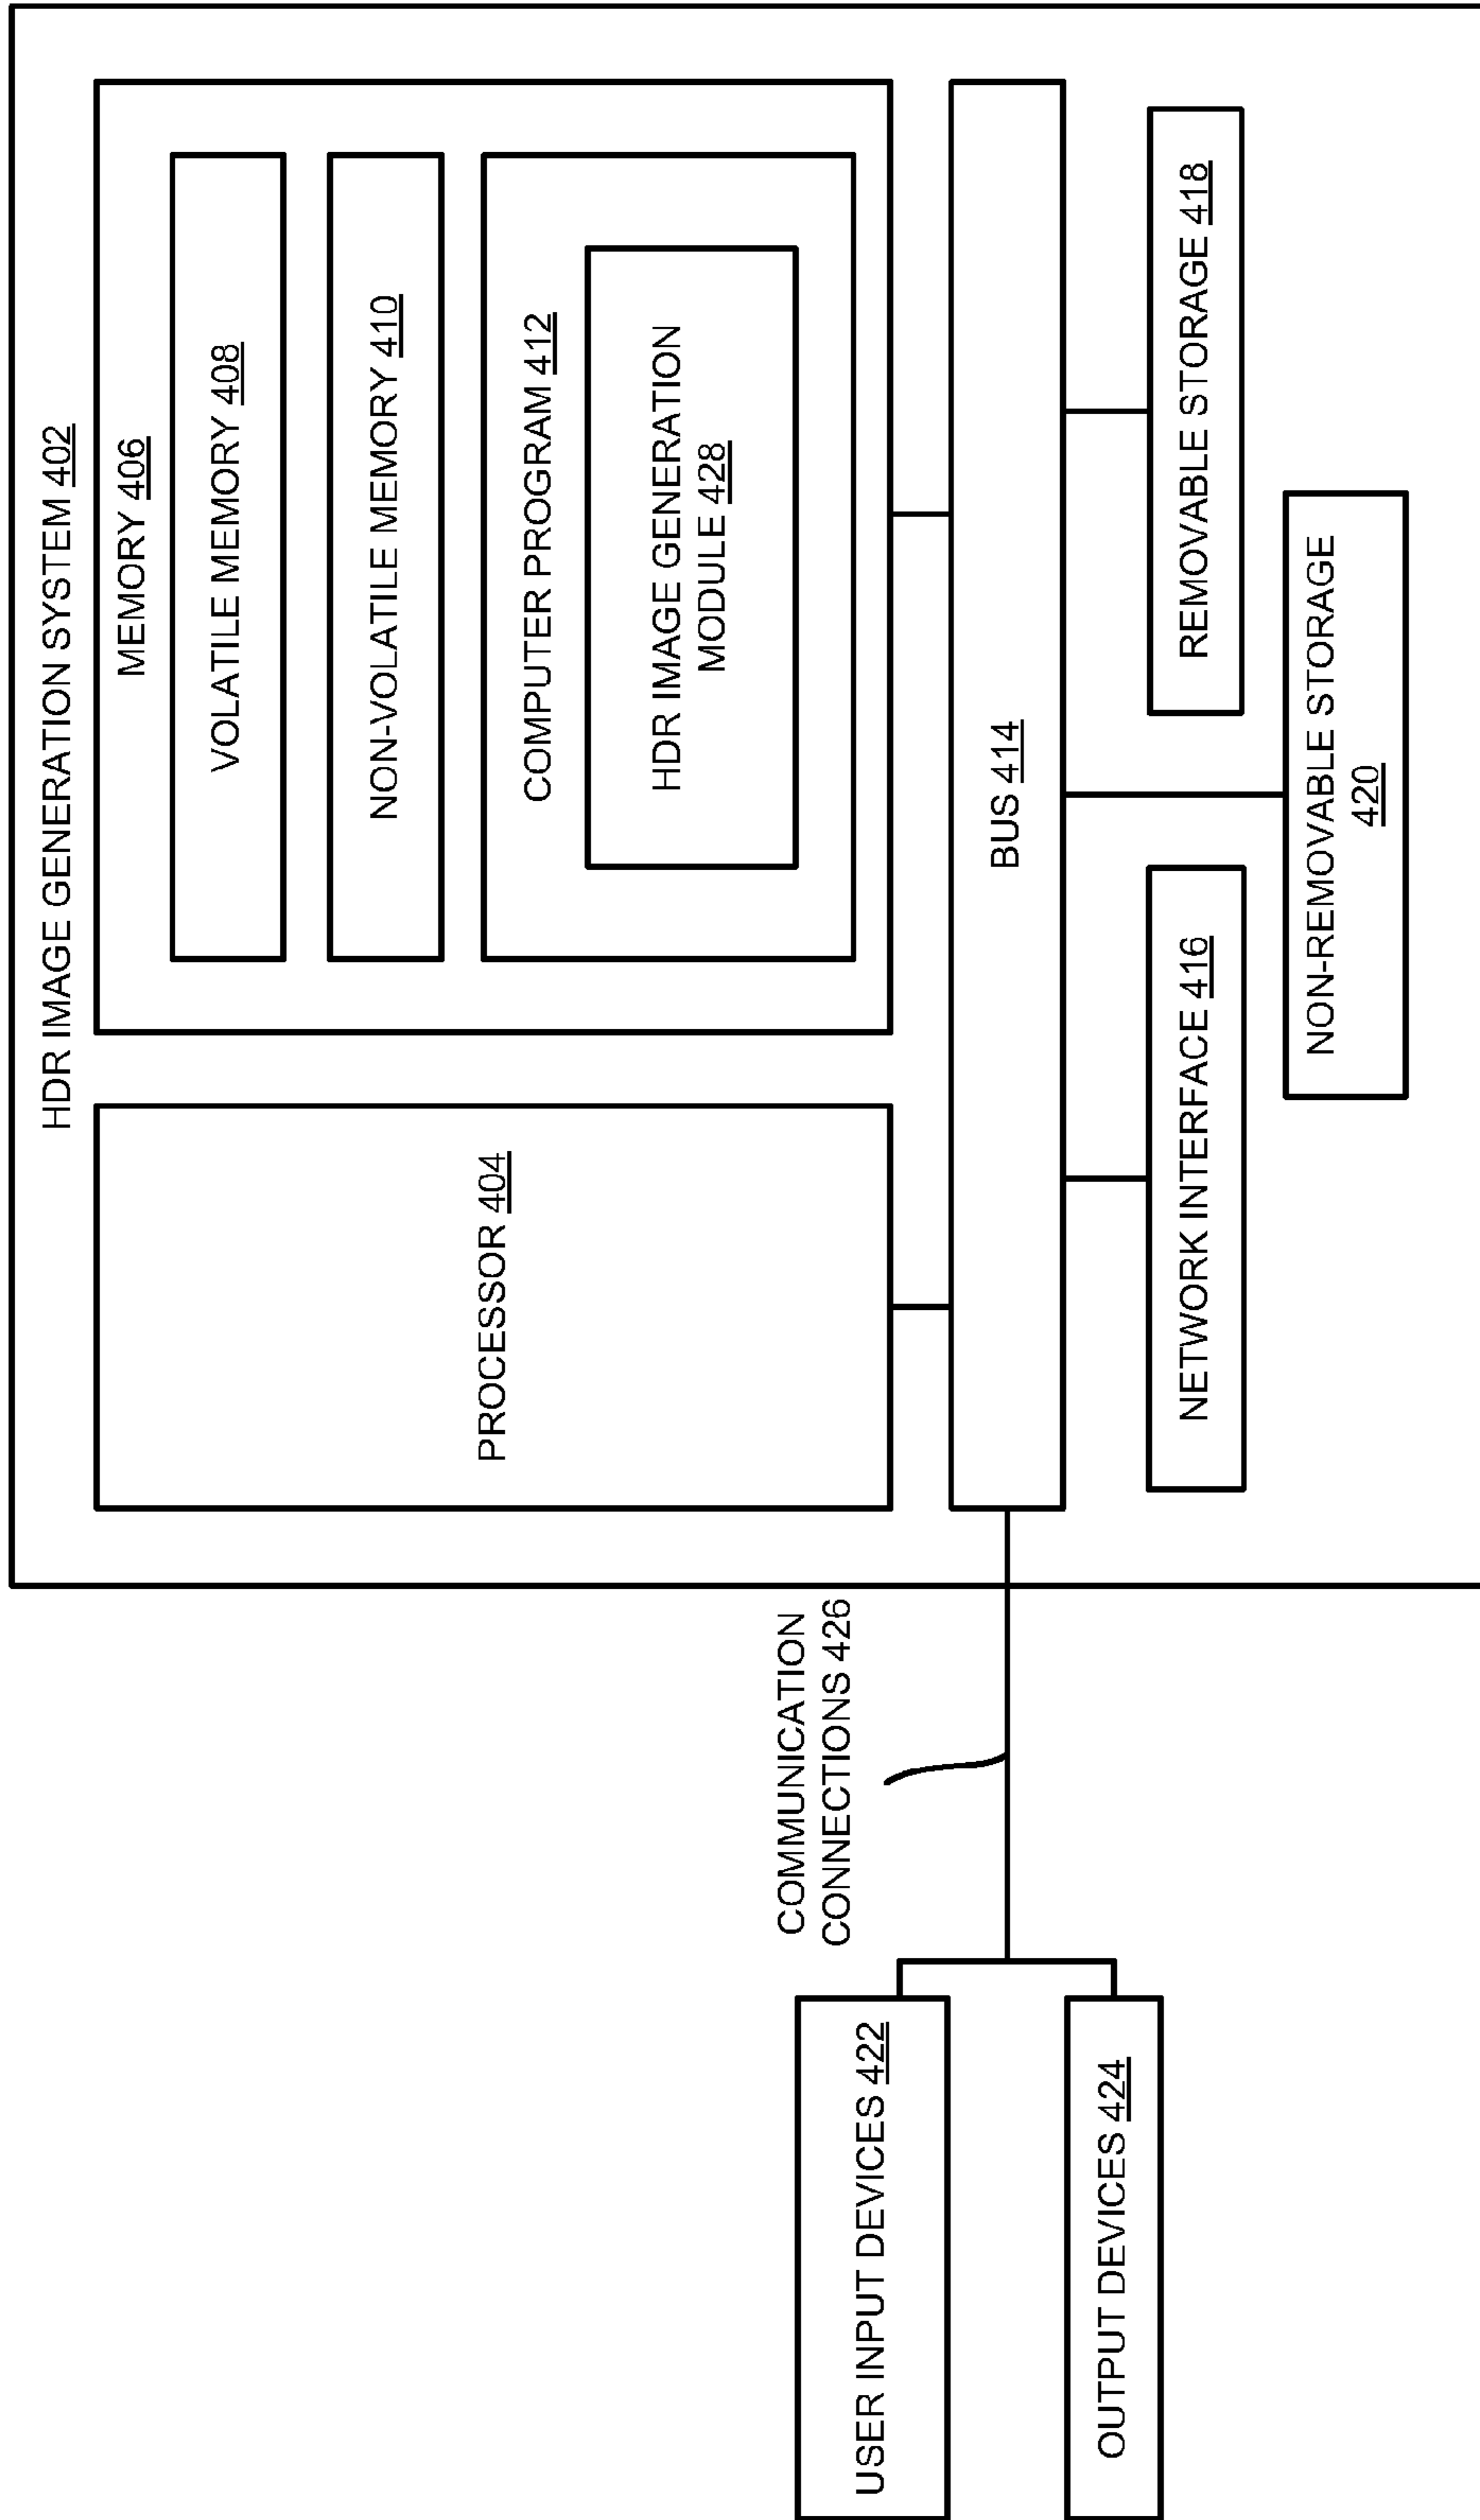 HDR IMAGE GENERATION SYSTEM 402
MEMORY 406
VOLATILE MEMORY 408
NON-VOLATILE MEMORY 410
COMPUTER PROGRAM 412
HDR IMAGE GENERATION
MODULE 428
PROCESSOR 404
BUS 414
NETWORK INTERFACE 416
REMOVABLE STORAGE 418
NON-REMOVABLE STORAGE
420
COMMUNICATION
CONNECTIONS 426
USER INPUT DEVICES 422
OUTPUT DEVICES 424